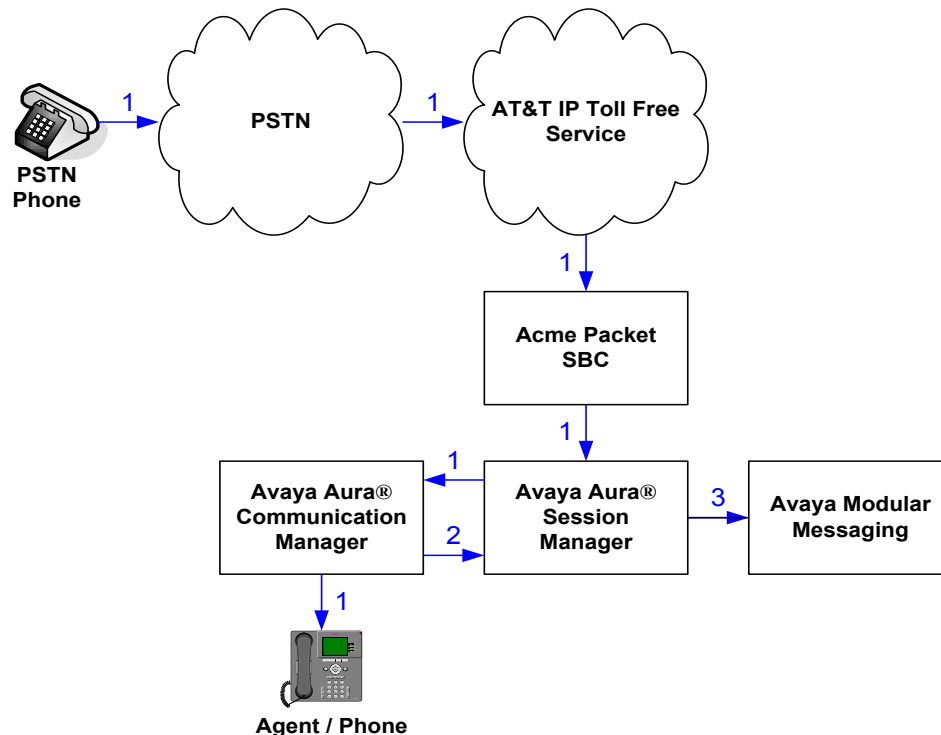 1
1
PSTN
AT&T IP Toll Free
Service
PSTN
Phone
1
Acme Packet
SBC
1
1
Avaya Aura®
Communication
Manager
2
Avaya Aura®
Session
Manager
3
Avaya Modular
Messaging
1
Agent / Phone